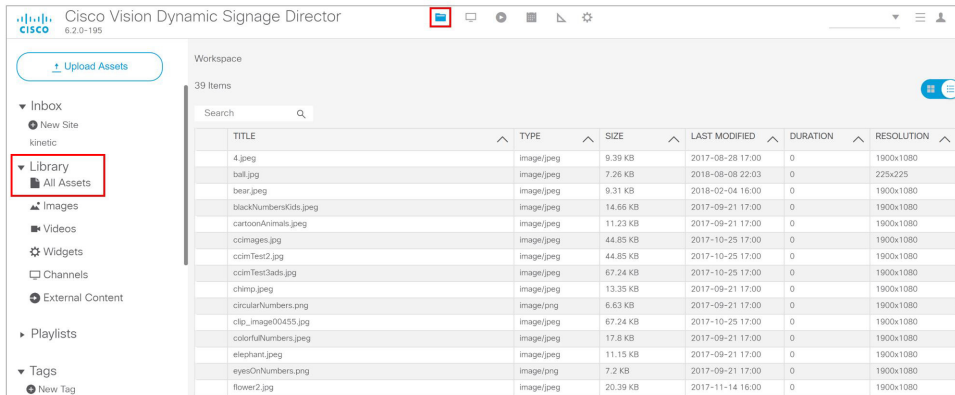 Cisco Vision Dynamic Signage Director
CISCO 6.2.0-195
Upload Assets
Inbox
New Site
kinetic
Library
All Assets
Images
Videos
Widgets
Channels
External Content
Playlists
Tags
New Tag
Workspace
39 Items
Search
TITLE TYPE SIZE LAST MODIFIED DURATION RESOLUTION
4.jpeg image/jpeg 9.39 KB 2017-08-28 17:00 0 1900x1080
ball.jpg image/jpeg 7.26 KB 2018-08-08 22:03 0 225x225
bear.jpeg image/jpeg 9.31 KB 2018-02-04 16:00 0 1900x1080
blackNumbersKids.jpeg image/jpeg 14.66 KB 2017-09-21 17:00 0 1900x1080
cartoonAnimals.jpeg image/jpeg 11.23 KB 2017-09-21 17:00 0 1900x1080
ccimages.jpg image/jpeg 44.85 KB 2017-10-25 17:00 0 1900x1080
ccimTest2.jpg image/jpeg 44.85 KB 2017-10-25 17:00 0 1900x1080
ccimTest3ads.jpg image/jpeg 67.24 KB 2017-10-25 17:00 0 1900x1080
chimp.jpeg image/jpeg 13.35 KB 2017-09-21 17:00 0 1900x1080
circularNumbers.png image/png 6.63 KB 2017-09-21 17:00 0 1900x1080
clip_image00455.jpg image/jpeg 67.24 KB 2017-10-25 17:00 0 1900x1080
colorfulNumbers.jpeg image/jpeg 17.8 KB 2017-09-21 17:00 0 1900x1080
elephant.jpeg image/jpeg 11.15 KB 2017-09-21 17:00 0 1900x1080
eyesOnNumbers.png image/png 7.2 KB 2017-09-21 17:00 0 1900x1080
flower2.jpg image/jpeg 20.39 KB 2017-11-14 16:00 0 1900x1080